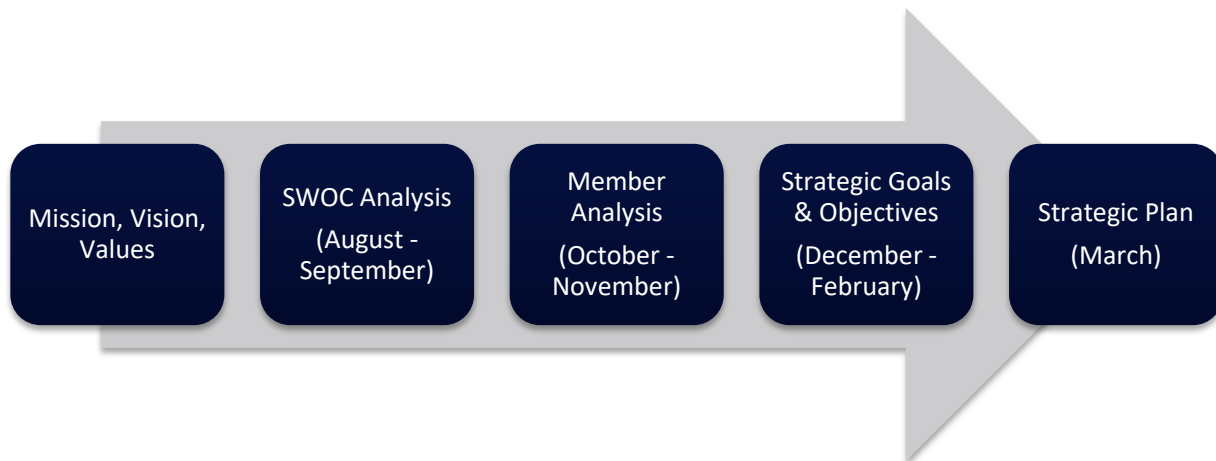 Mission, Vision,
Values
SWOC Analysis
(August -
September)
Member
Analysis
(October -
November)
Strategic Goals
& Objectives
(December -
February)
Strategic Plan
(March)